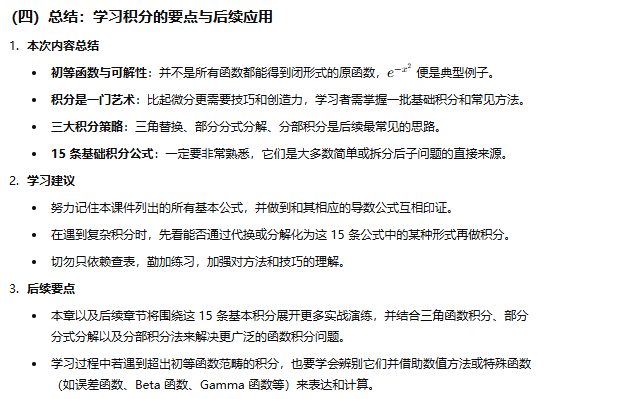 （四）总结：学习积分的要点与后续应用
1. 本次内容总结
• 初等函数与可解性：并不是所有函数都能得到闭形式的原函数，$e^{-x^2}$ 便是典型例子。
• 积分是一门艺术：比起微分更需要技巧和创造力，学习者需掌握一批基础积分和常见方法。
• 三大积分策略：三角替换、部分分式分解、分部积分是后续最常见的思路。
• 15 条基础积分公式：一定要非常熟悉，它们是大多数简单或拆分后子问题的直接来源。
2. 学习建议
• 努力记住本课件列出的所有基本公式，并做到和其相应的导数公式互相印证。
• 在遇到复杂积分时，先看能否通过代换或分解化为这 15 条公式中的某种形式再做积分。
• 切勿只依赖查表，勤加练习，加强对方法和技巧的理解。
3. 后续要点
• 本章以及后续章节将围绕这 15 条基本积分展开更多实战演练，并结合三角函数积分、部分
分式分解以及分部积分法来解决更广泛的函数积分问题。
• 学习过程中若遇到超出初等函数范畴的积分，也要学会辨别它们并借助数值方法或特殊函数
（如误差函数、Beta 函数、Gamma 函数等）来表达和计算。